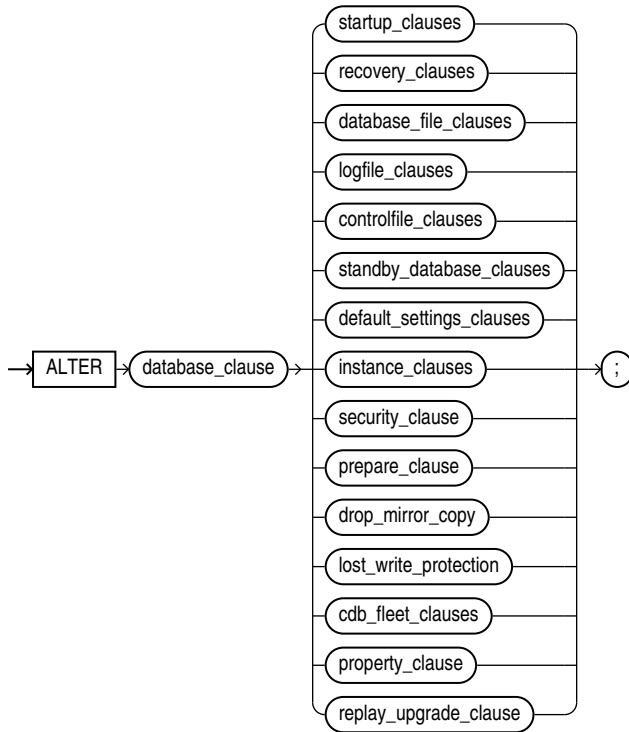 startup_clauses
recovery_clauses
database_file_clauses
logfile_clauses
controlfile_clauses
standby_database_clauses
default_settings_clauses
ALTER database_clause instance_clauses ;
security_clause
prepare_clause
drop_mirror_copy
lost_write_protection
cdb_fleet_clauses
property_clause
replay_upgrade_clause